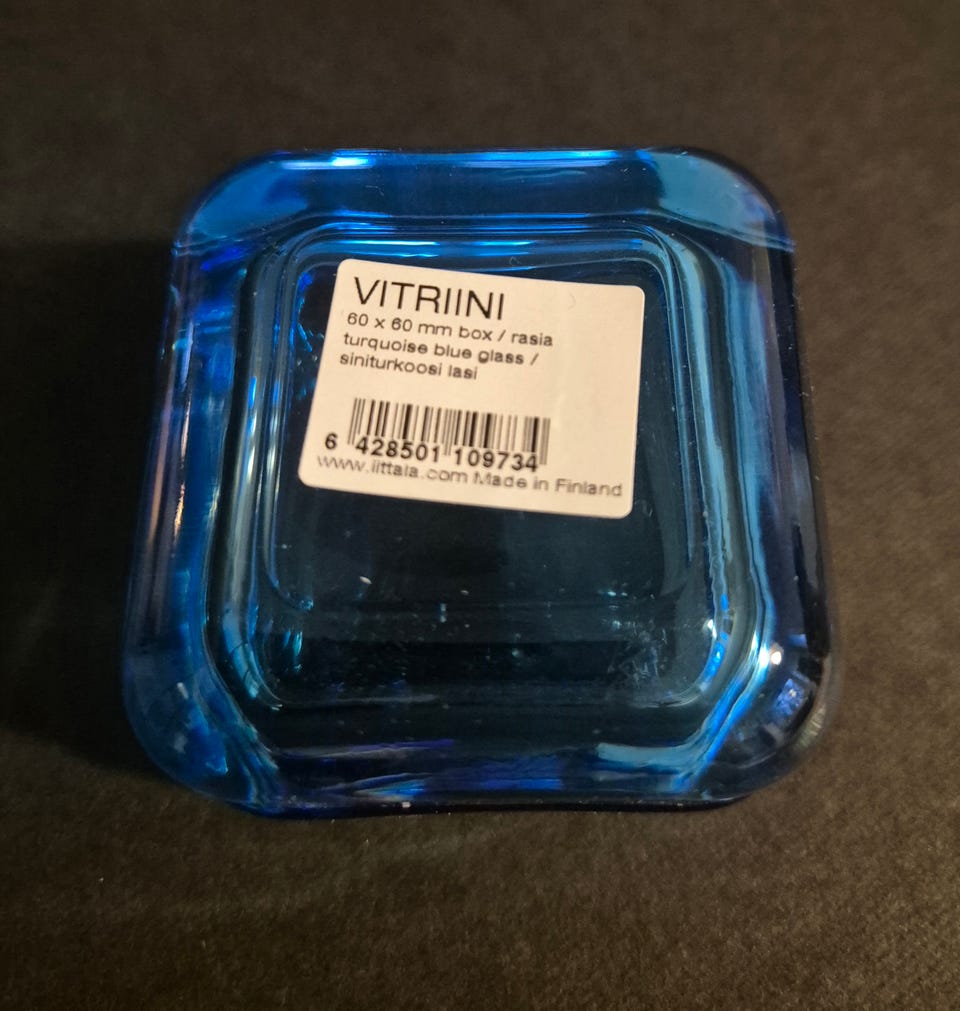 VITRIINI
60 x 60 mm box / rasia
turquoise blue glass /
siniturkoosi lasi
6 428501 109734
www.iittala.com Made in Finland